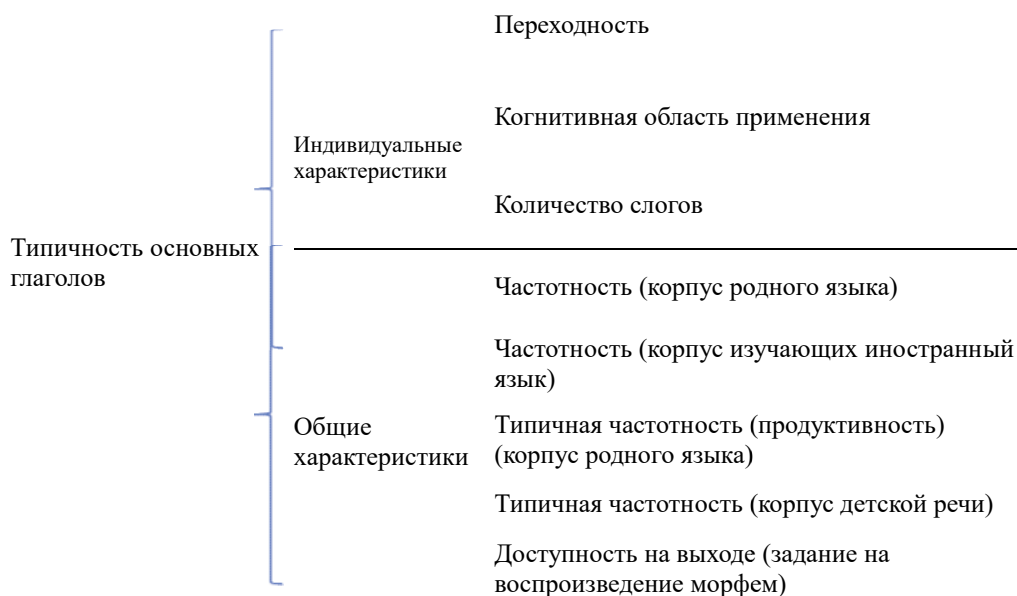 Типичность основных
глаголов
Индивидуальные
характеристики
Переходность
Когнитивная область применения
Количество слогов
Общие
характеристики
Частотность (корпус родного языка)
Частотность (корпус изучающих иностранный
язык)
Типичная частотность (продуктивность)
(корпус родного языка)
Типичная частотность (корпус детской речи)
Доступность на выходе (задание на
воспроизведение морфем)